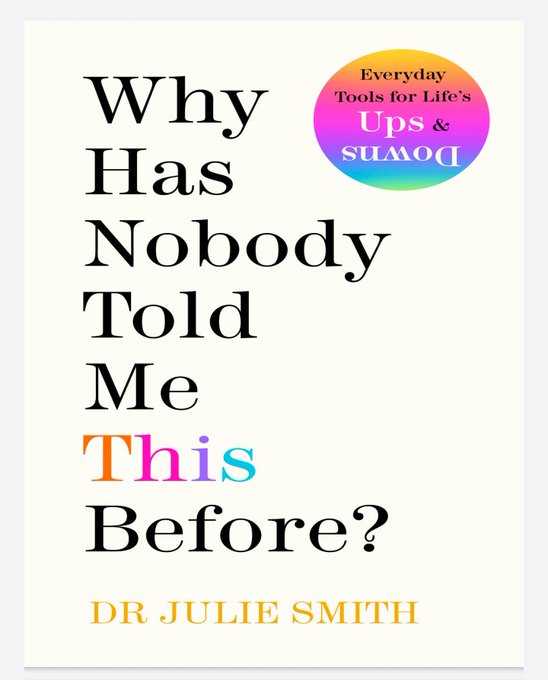 Why
Has
Nobody
Told
Me
This
Before?
Everyday
Tools for Life's
Ups &
Downs
DR JULIE SMITH